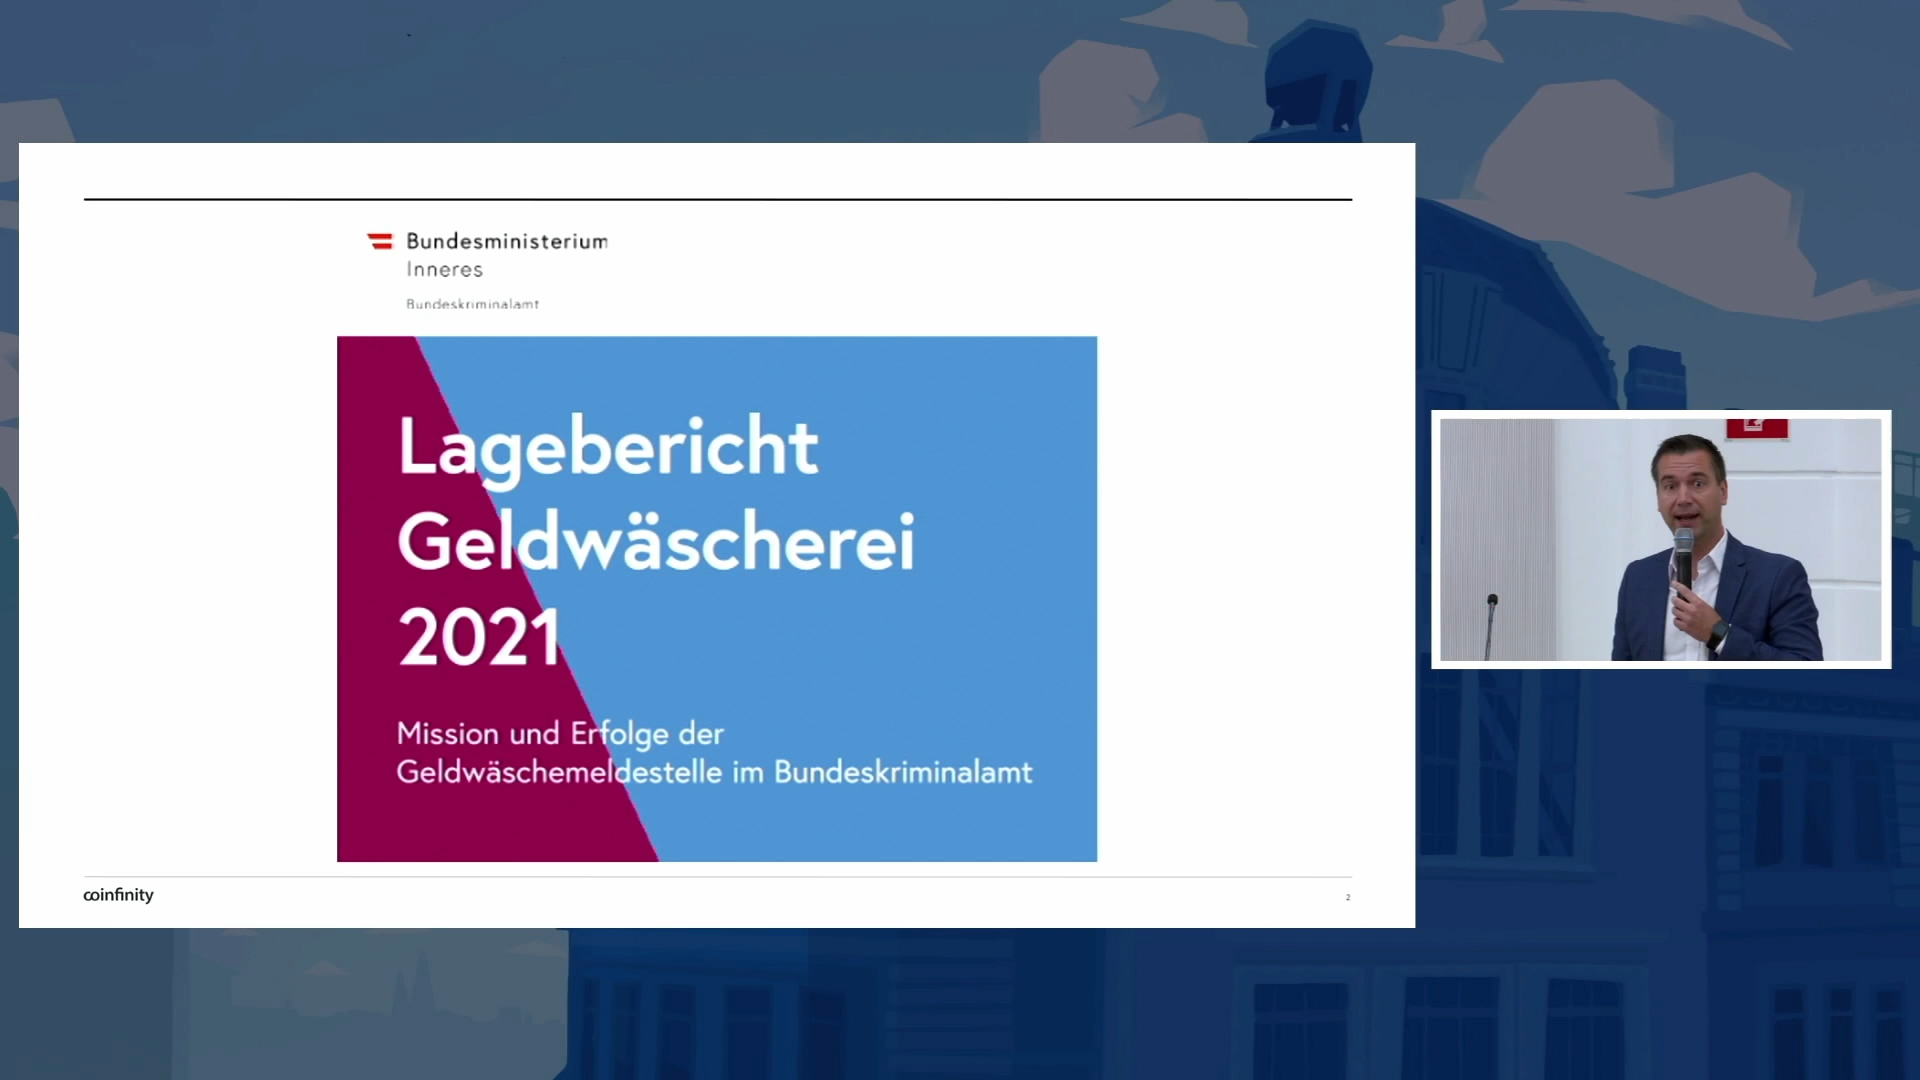 Bundesministerium
Inneres
Bundeskriminalamt
Lagebericht
Geldwäscherei
2021
Mission und Erfolge der
Geldwäschemeldestelle im Bundeskriminalamt
coinfinity
2